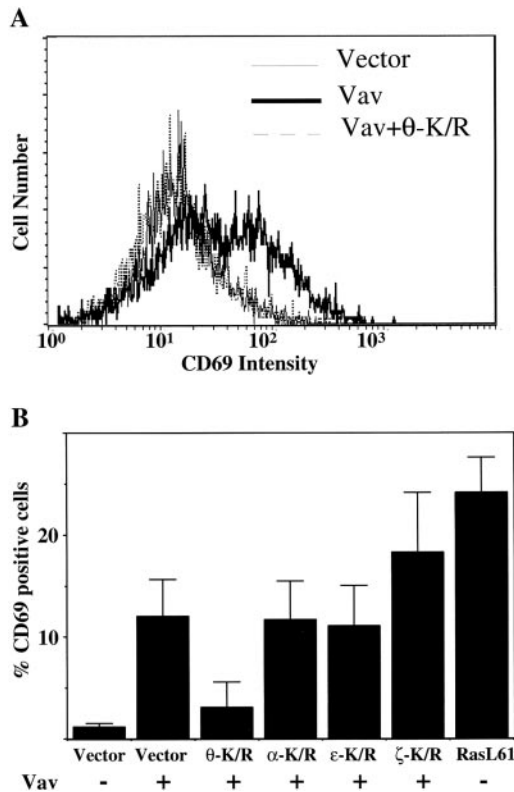 A
Vector
Vav
Vav+θ-K/R
Cell Number
10⁰ 10¹ 10² 10³
CD69 Intensity
B
% CD69 positive cells
20
10
Vector Vector θ-K/R α-K/R ε-K/R ζ-K/R RasL61
Vav - + + + + + -